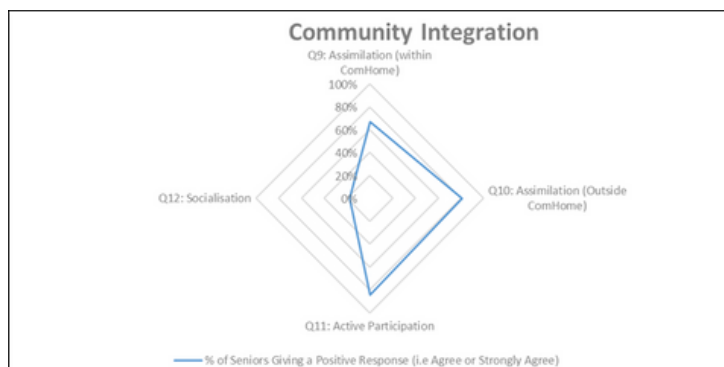 Community Integration
Q9: Assimilation (within
ComHome)
100%
80%
60%
40%
20%
0%
Q12: Socialisation
Q10: Assimilation (Outside
ComHome)
Q11: Active Participation
% of Seniors Giving a Positive Response (i.e Agree or Strongly Agree)